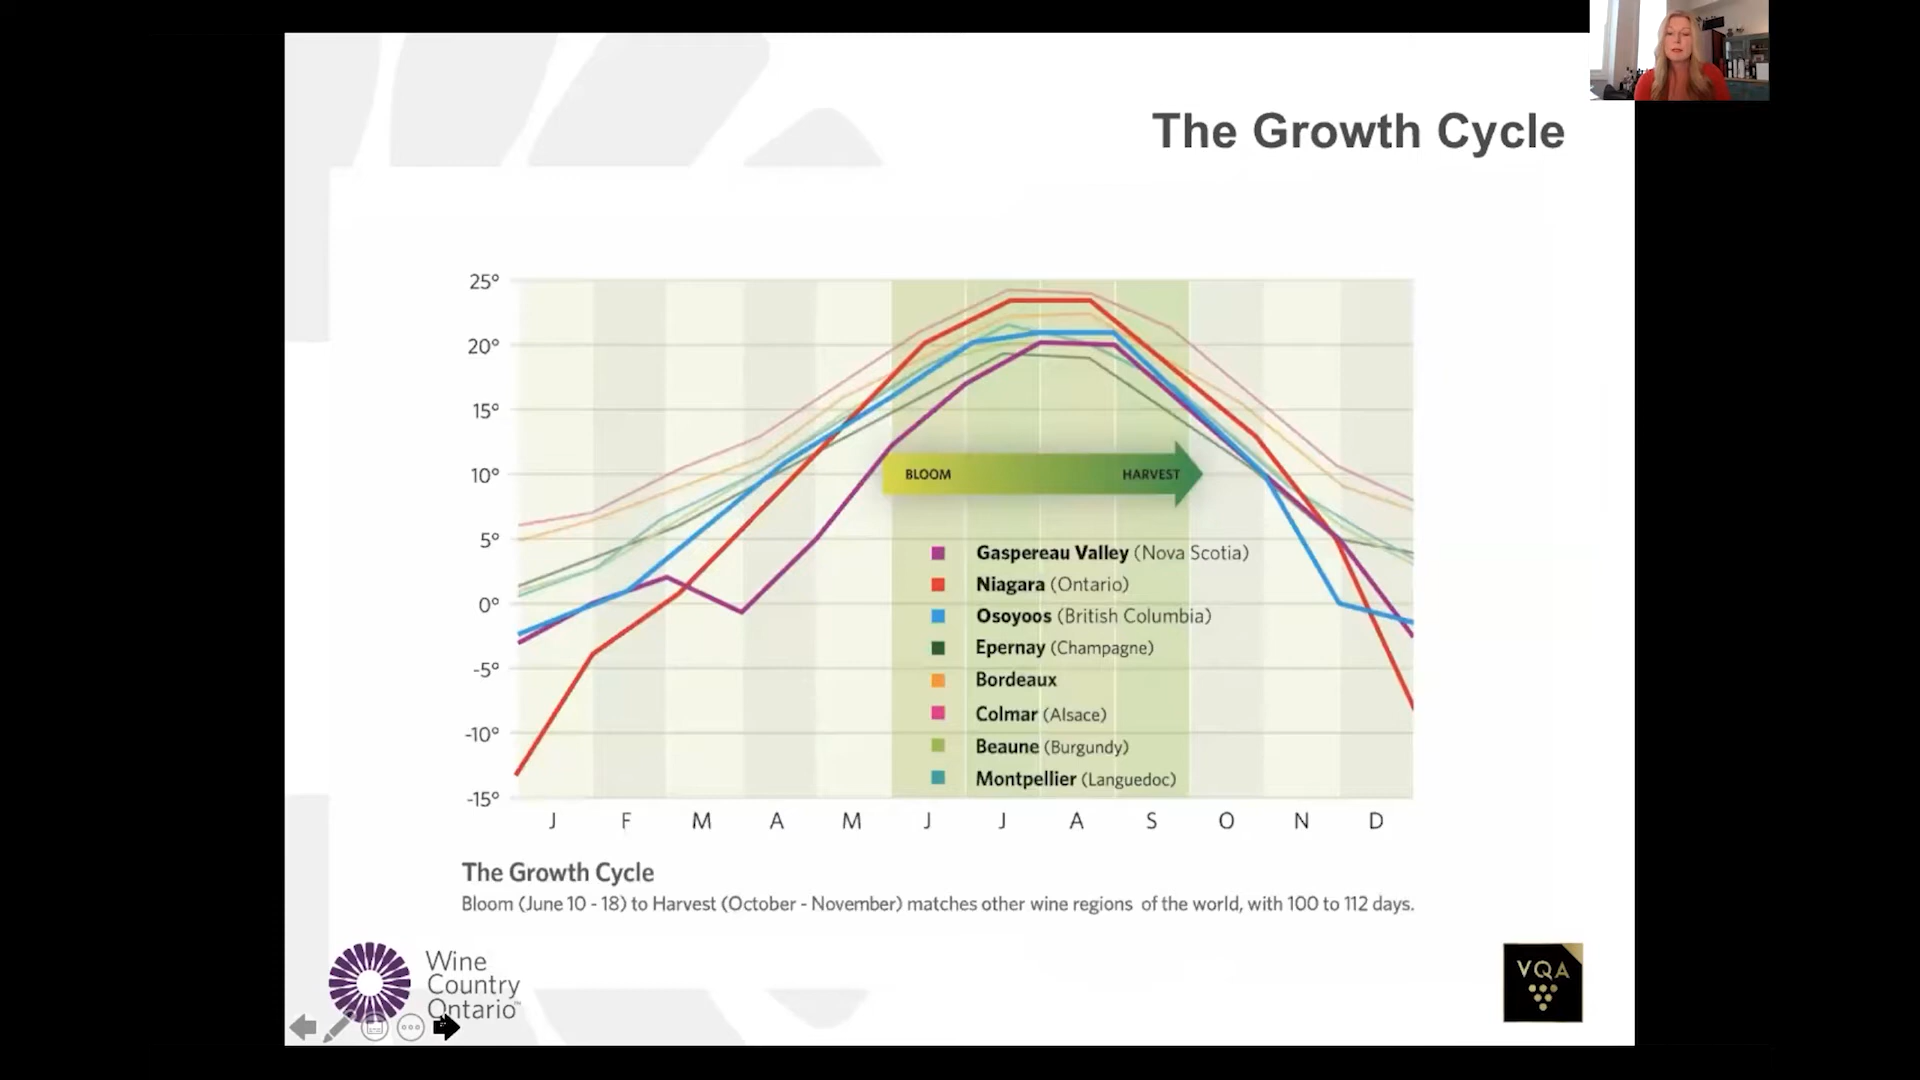 The Growth Cycle
25°
20°
15°
10°
5°
0°
-5°
-10°
-15°
BLOOM HARVEST
Gaspereau Valley (Nova Scotia)
Niagara (Ontario)
Osoyoos (British Columbia)
Epernay (Champagne)
Bordeaux
Colmar (Alsace)
Beaune (Burgundy)
Montpellier (Languedoc)
J F M A M J J A S O N D
The Growth Cycle
Bloom (June 10 - 18) to Harvest (October - November) matches other wine regions of the world, with 100 to 112 days.
Wine
Country
Ontario™
VQA